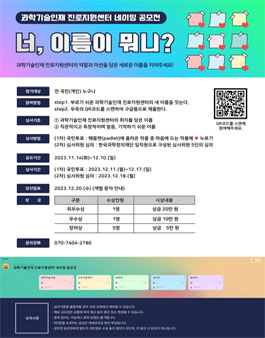 과학기술인재 진로지원센터 네이밍 공모전
너, 이름이 뭐니?
과학기술인재 진로지원센터의 역할과 미션을 담은 새로운 이름을 지어주세요!
참가대상 전 국민(개인) 누구나
참여방법 step1. 부르기 쉬운 과학기술인재 진로지원센터의 새 이름을 짓는다.
step2. 우측의 QR코드를 스캔하여 구글폼으로 제출한다.
QR코드를 스캔해 참여해주세요.
심사기준 ① 과학기술인재 진로지원센터의 취지를 담은 이름
② 직관적이고 독창적이며 발음, 기억하기 쉬운 이름
심사방법 (1차) 국민투표 : 패들렛(padlet)에 올라온 작품 중 마음에 드는 작품에 ♥ 누르기
(2차) 심사위원 심의 : 한국과학창의재단 임직원으로 구성된 심사위원 5인의 심의
공모기간 2023.11.14(화)~12.10.(일)
심사기간 (1차) 국민투표 : 2023.12.11.(월)~12.17.(일)
(2차) 심사위원 심의 : 2023.12.18.(월)
당선발표 2023.12.20.(수) (개별 문자 안내)
상 금 구분 수상인원 시상내용
최우수상 1명 상금 20만 원
우수상 1명 상금 10만 원
장려상 5명 상금 5만 원
문의전화 070-7404-2780
과학기술인재 진로지원센터 네이밍 공모전
유의사항